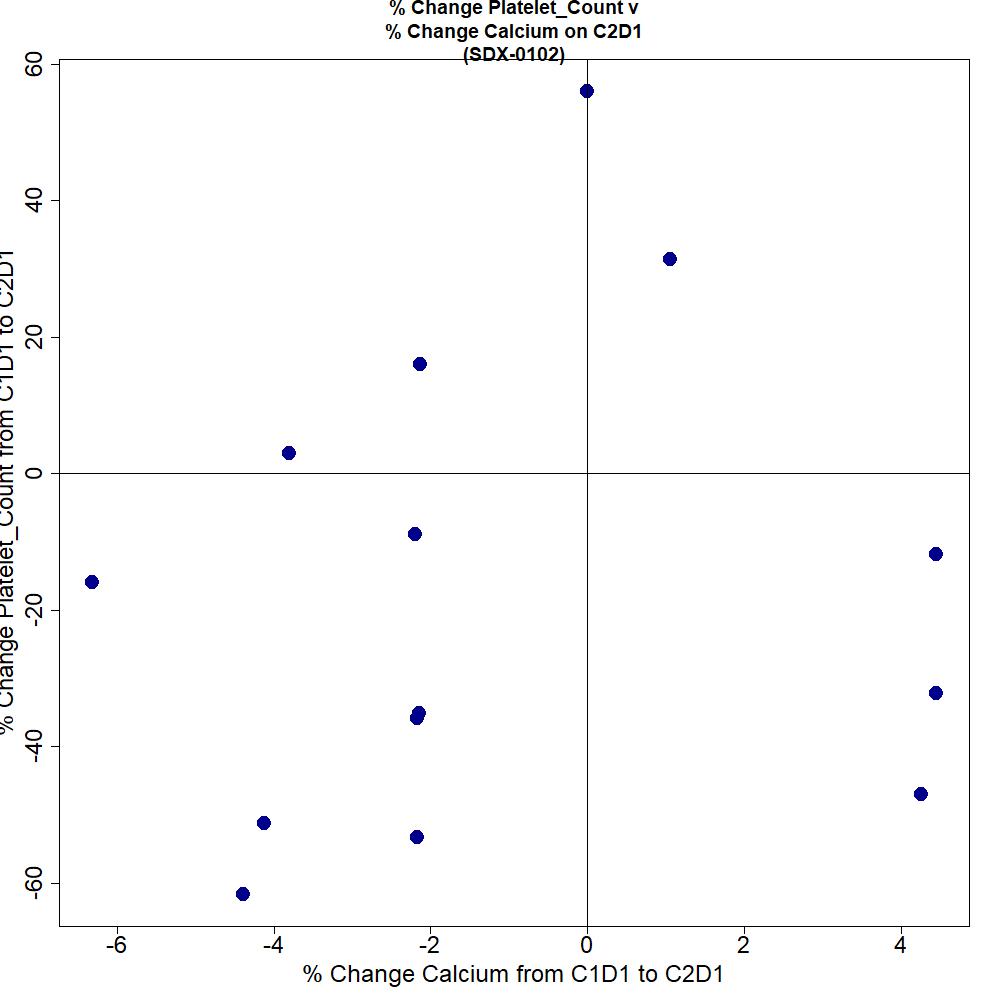 % Change Platelet_Count v
% Change Calcium on C2D1
(SDX-0102)
% Change Platelet_Count from C1D1 to C2D1
60
40
20
0
-20
-40
-60
-6
-4
-2
0
2
4
% Change Calcium from C1D1 to C2D1